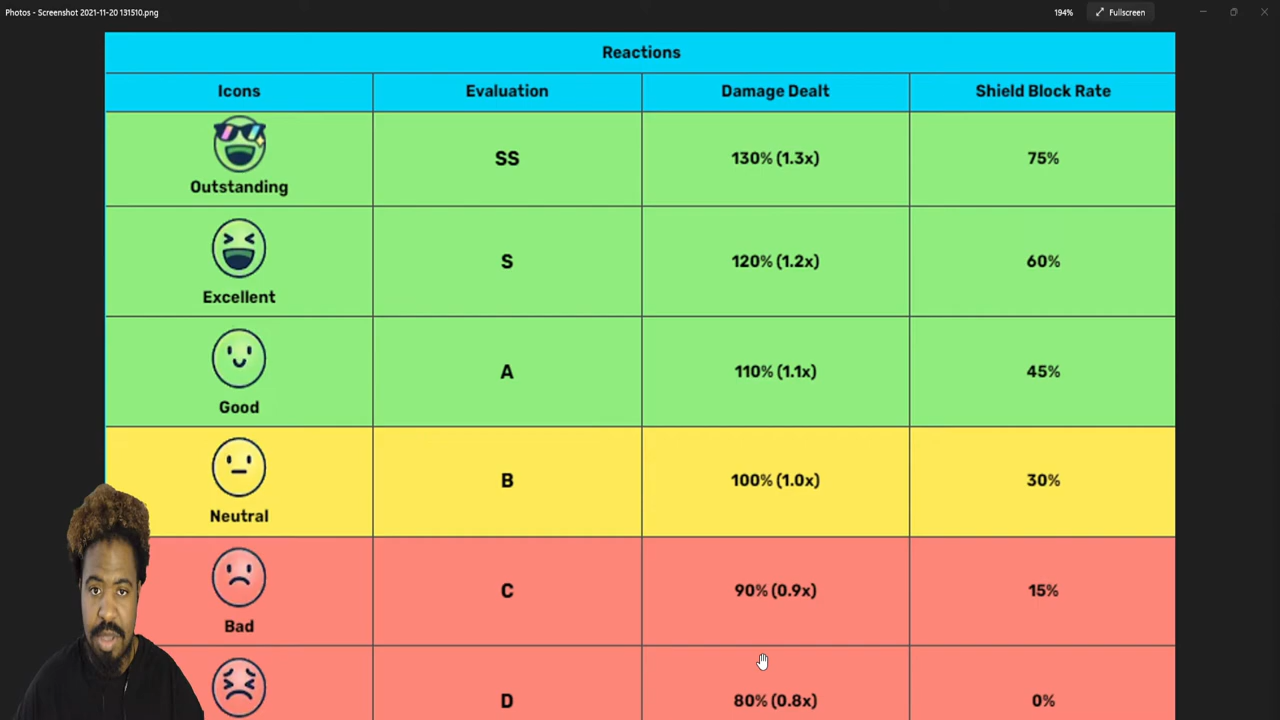 Photos - Screenshot 2021-11-20 131510.png
194%
Fullscreen
Reactions
Icons Evaluation Damage Dealt Shield Block Rate
Outstanding SS 130% (1.3x) 75%
Excellent S 120% (1.2x) 60%
Good A 110% (1.1x) 45%
Neutral B 100% (1.0x) 30%
Bad C 90% (0.9x) 15%
D 80% (0.8x) 0%